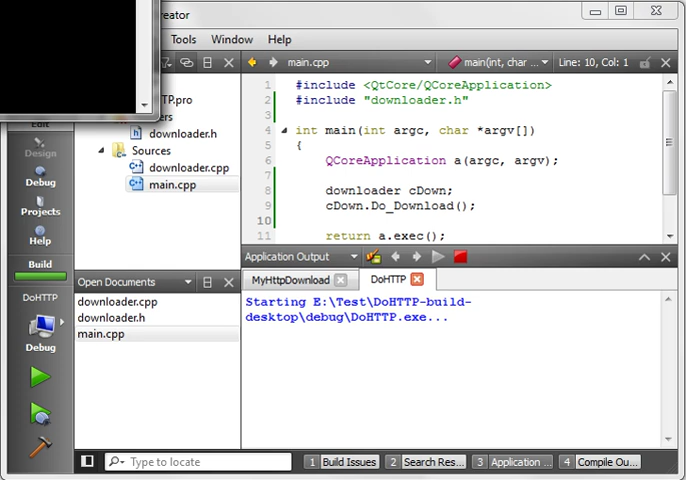 reator
Tools Window Help
main.cpp main(int, char ... Line: 10, Col: 1
TP.pro
ers
downloader.h
Sources
downloader.cpp
main.cpp
Edit
Design
Debug
Projects
Help
Build
DoHTTP
Debug
1 #include <QtCore/QCoreApplication>
2 #include "downloader.h"
3
4 int main(int argc, char *argv[])
5 {
6 QCoreApplication a(argc, argv);
7
8 downloader cDown;
9 cDown.Do_Download();
10
11 return a.exec();
Application Output
MyHttpDownload DoHTTP
Starting E:\Test\DoHTTP-build-
desktop\debug\DoHTTP.exe...
Open Documents
downloader.cpp
downloader.h
main.cpp
Type to locate
1 Build Issues 2 Search Res... 3 Application ... 4 Compile Ou...